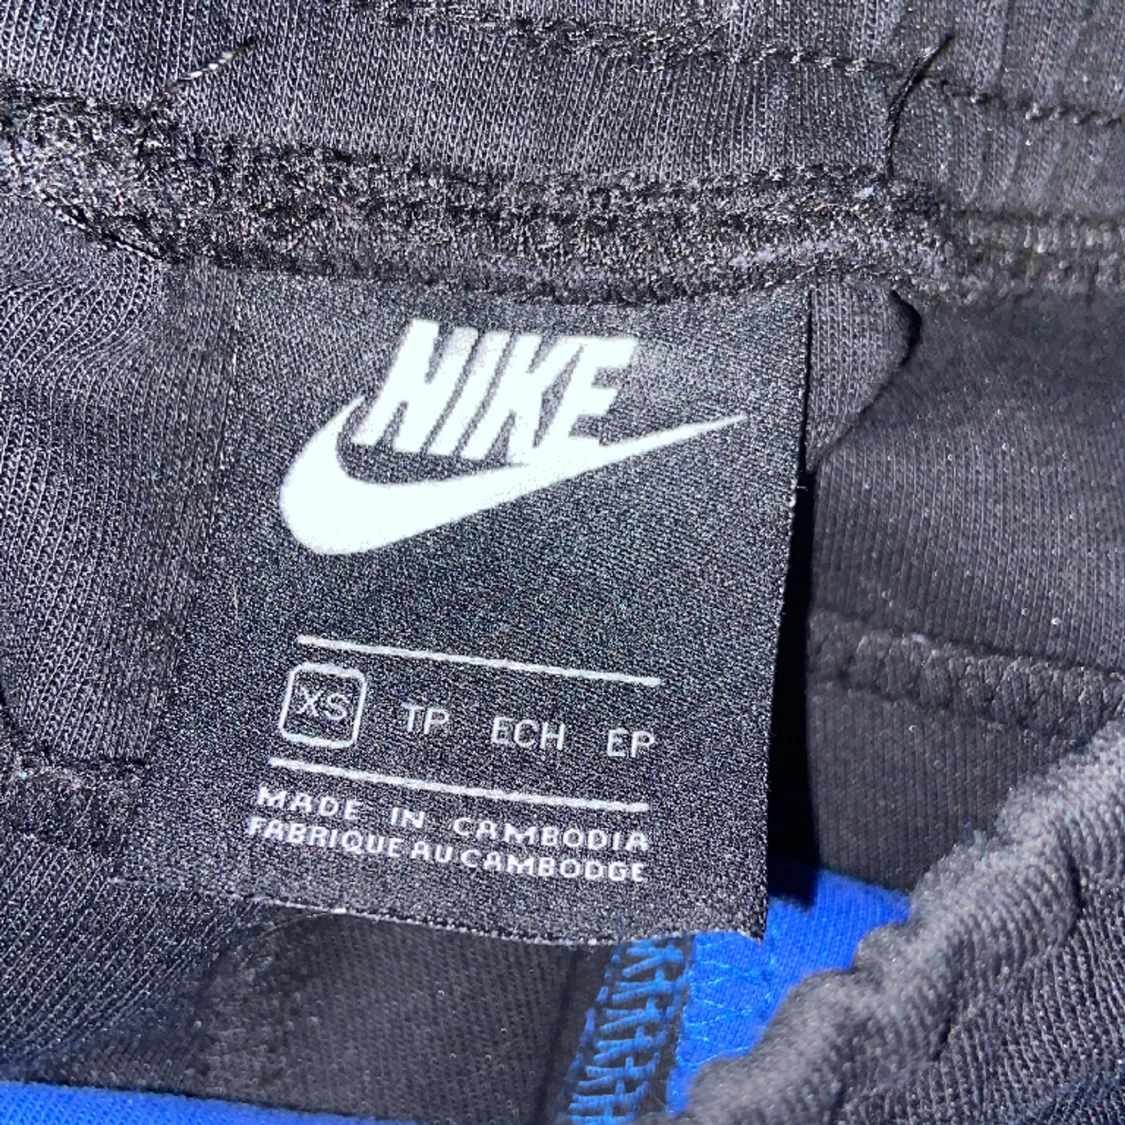 NIKE
XS TP ECH EP
MADE IN CAMBODIA
FABRIQUE AU CAMBODGE